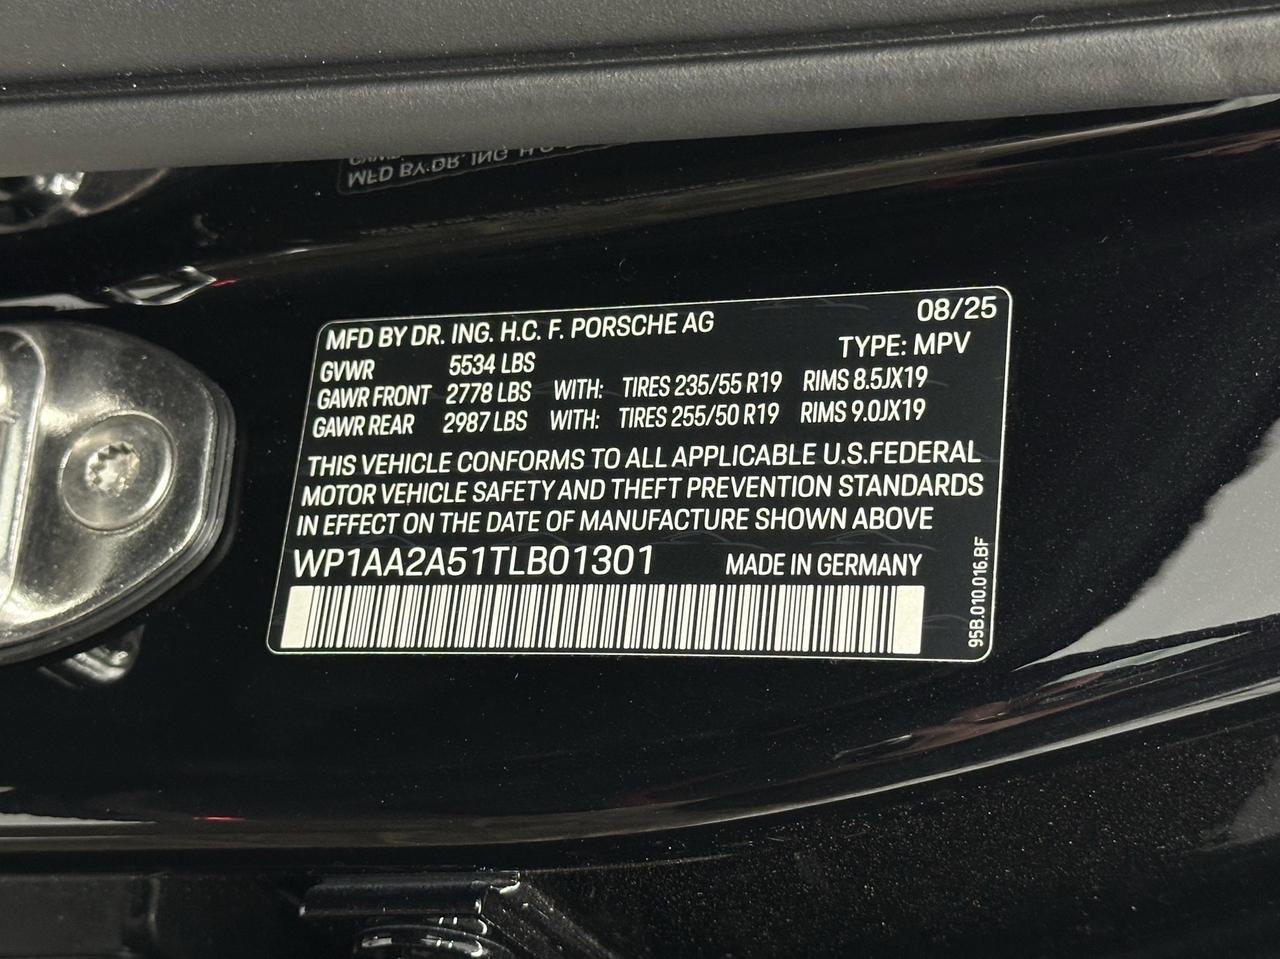 MFD BY DR. ING. H.C. F. PORSCHE AG 08/25
TYPE: MPV
GVWR 5534 LBS
GAWR FRONT 2778 LBS WITH: TIRES 235/55 R19 RIMS 8.5JX19
GAWR REAR 2987 LBS WITH: TIRES 255/50 R19 RIMS 9.0JX19
THIS VEHICLE CONFORMS TO ALL APPLICABLE U.S.FEDERAL
MOTOR VEHICLE SAFETY AND THEFT PREVENTION STANDARDS
IN EFFECT ON THE DATE OF MANUFACTURE SHOWN ABOVE
WP1AA2A51TLB01301 MADE IN GERMANY
95B.010.016.BF